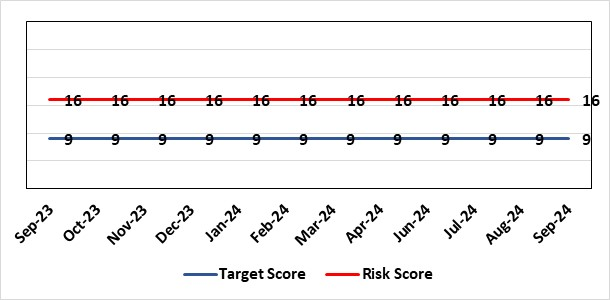 16 16 16 16 16 16 16 16 16 16 16 16
9 9 9 9 9 9 9 9 9 9 9 9
Sep-23 Oct-23 Nov-23 Dec-23 Jan-24 Feb-24 Mar-24 Apr-24 Jun-24 Jul-24 Aug-24 Sep-24
Target Score Risk Score